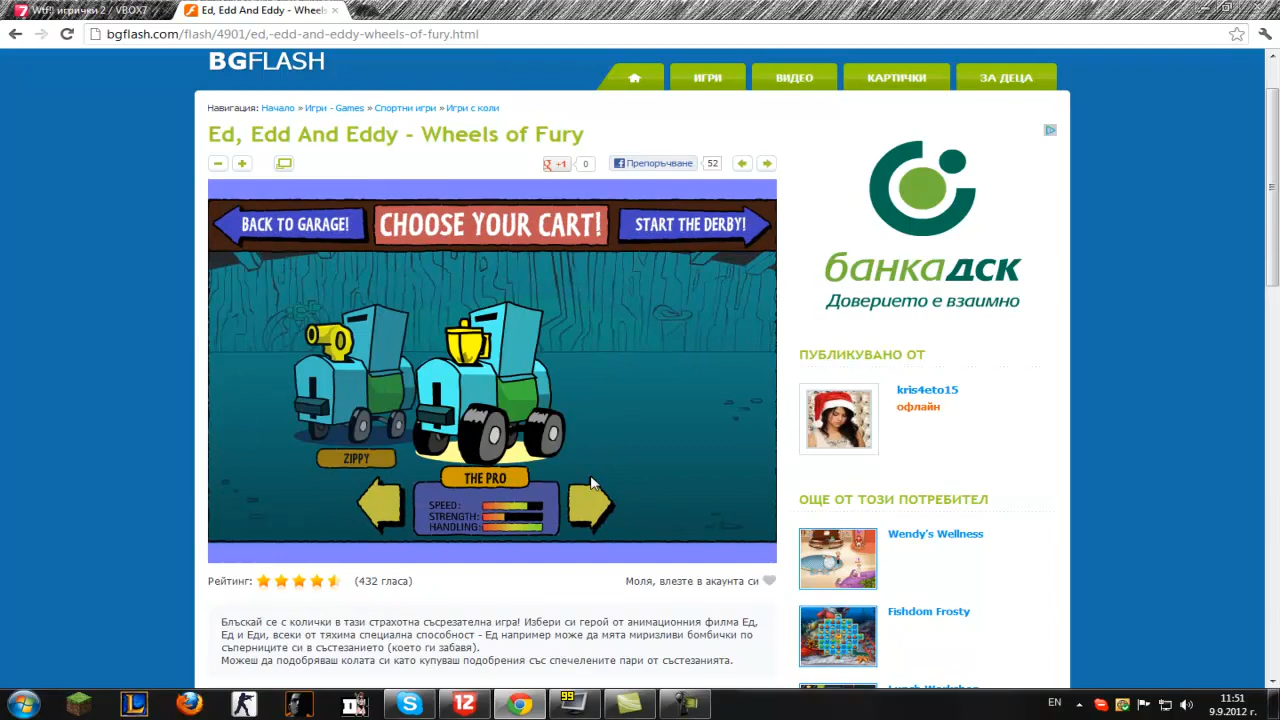 Wtf! игрички 2 / VBOX7
Ed, Edd And Eddy - Wheels
bgflash.com/flash/4901/ed,-edd-and-eddy-wheels-of-fury.html
BGFLASH
ИГРИ
ВИДЕО
КАРТИЧКИ
ЗА ДЕЦА
Навигация: Начало » Игри - Games » Спортни игри » Игри с коли
Ed, Edd And Eddy - Wheels of Fury
+1
0
Препоръчване
52
BACK TO GARAGE!
CHOOSE YOUR CART!
START THE DERBY!
ZIPPY
THE PRO
SPEED:
STRENGTH:
HANDLING:
банкадск
Доверието е взаимно
ПУБЛИКУВАНО ОТ
kris4eto15
офлайн
ОЩЕ ОТ ТОЗИ ПОТРЕБИТЕЛ
Wendy's Wellness
Fishdom Frosty
Рейтинг:
(432 гласа)
Моля, влезте в акаунта си
Блъскай се с колички в тази страхотна съсрезателна игра! Избери си герой от анимационния филма Ед,
Ед и Еди, всеки от тяхима специална способност - Ед например може да мята миризливи бомбички по
съперниците си в състезанието (което ги забавя).
Можеш да подобряваш колата си като купуваш подобрения със спечелените пари от състезанията.
12
99
EN
11:51
9.9.2012 г.